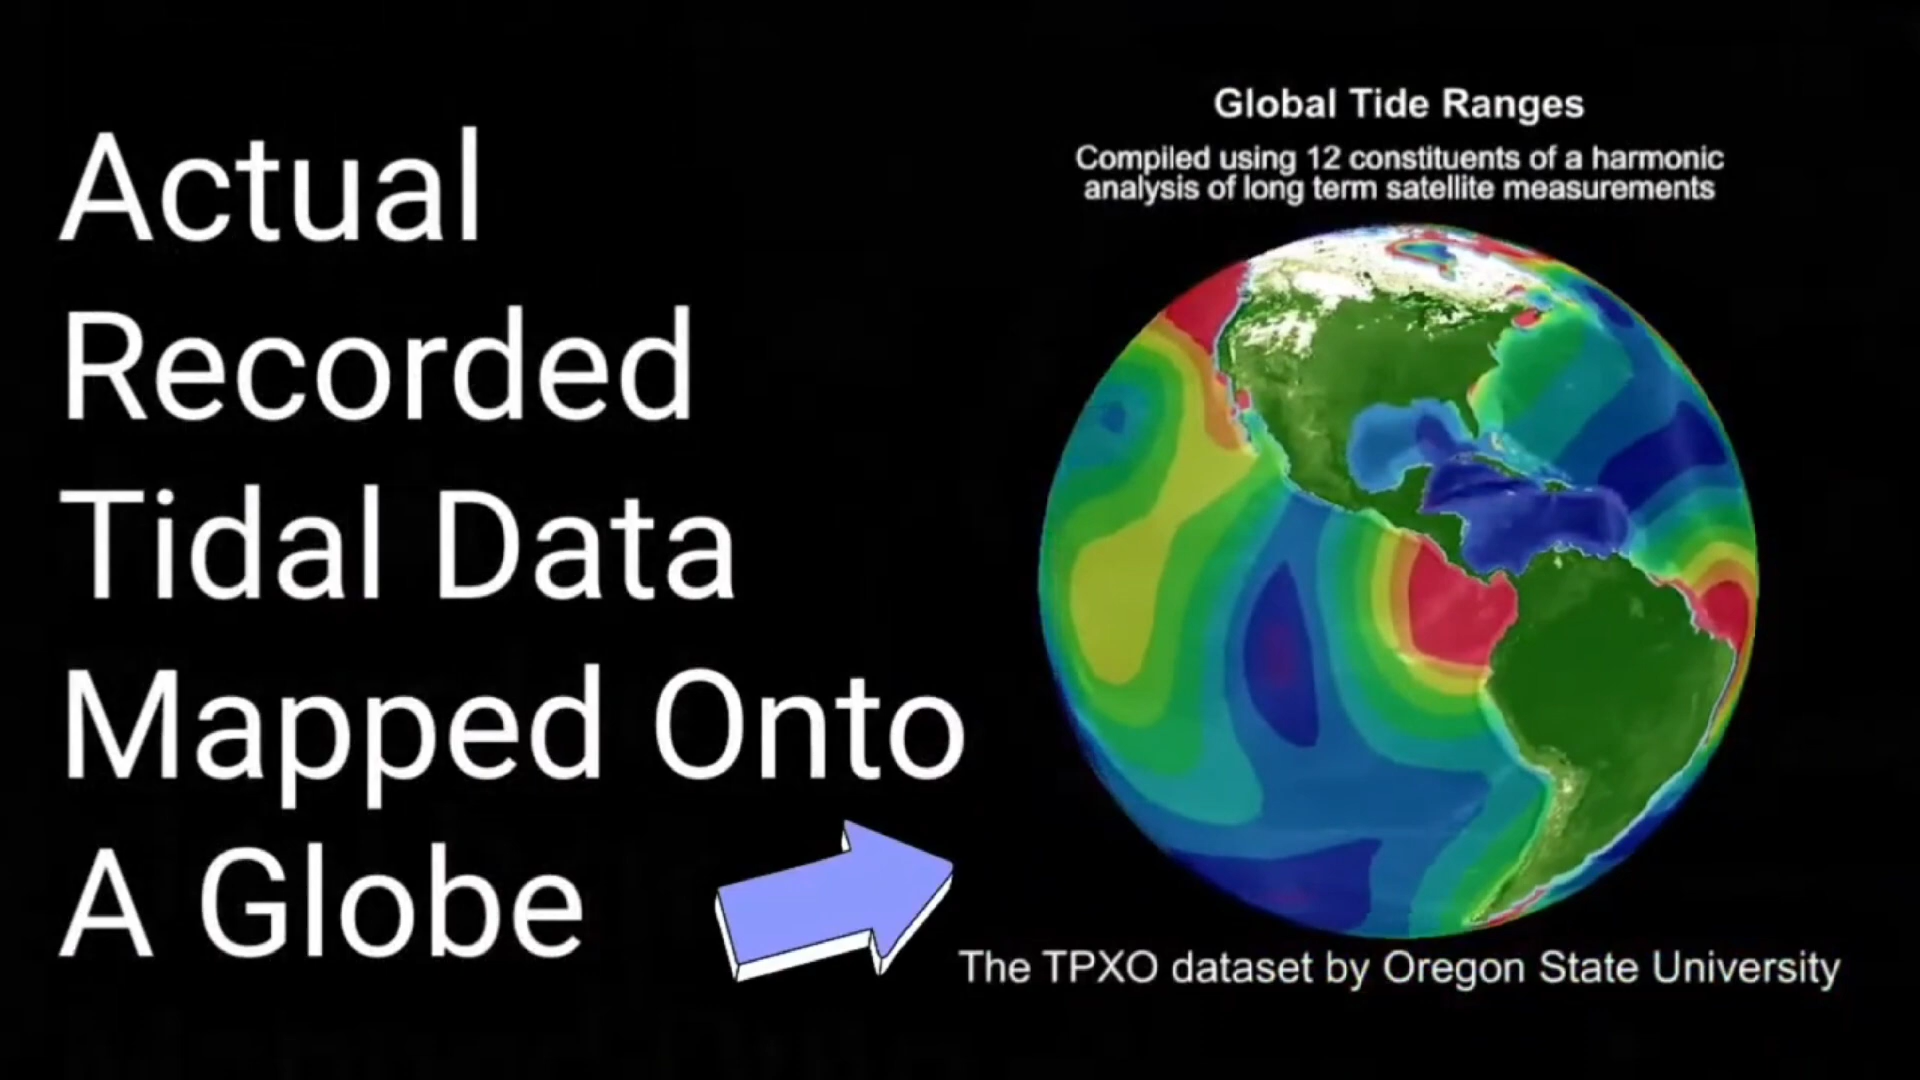 Actual
Recorded
Tidal Data
Mapped Onto
A Globe
Global Tide Ranges
Compiled using 12 constituents of a harmonic
analysis of long term satellite measurements
The TPXO dataset by Oregon State University